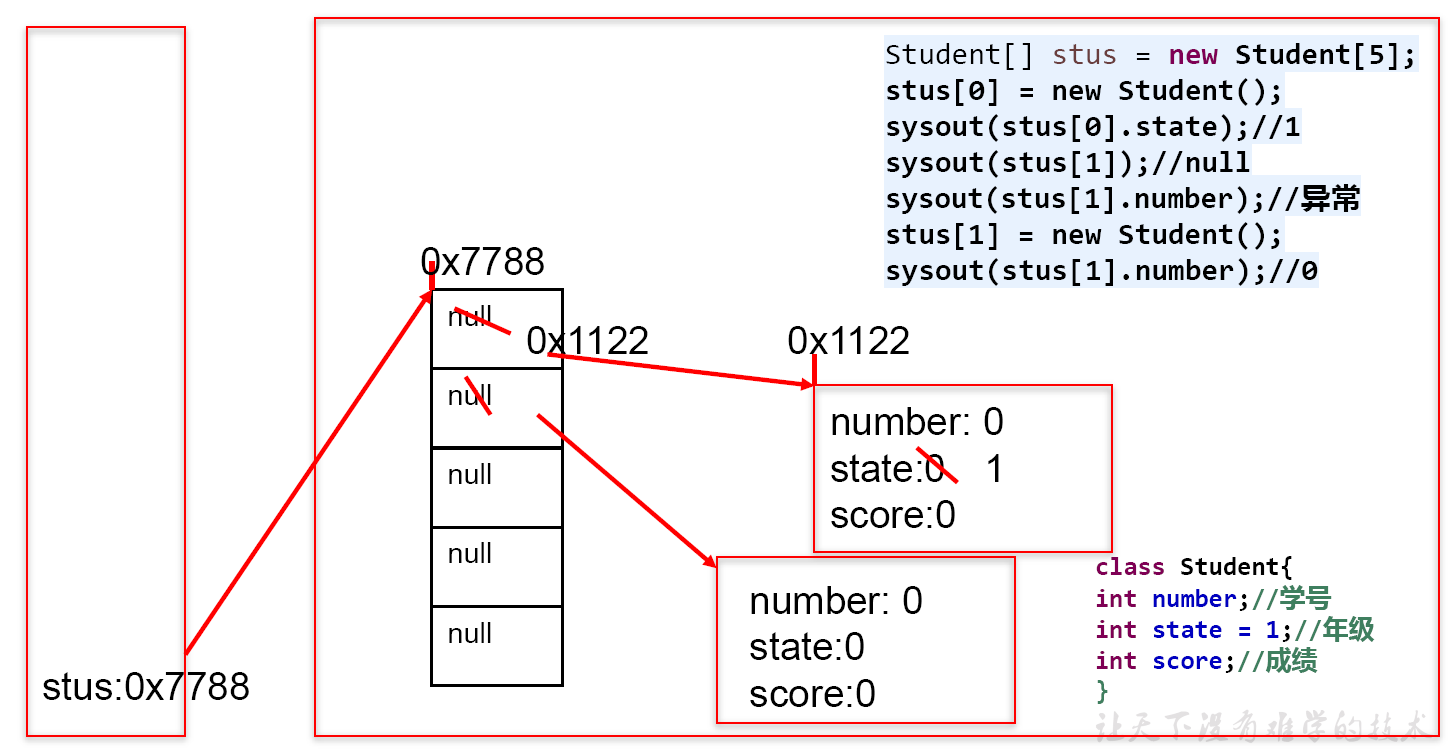 Student[] stus = new Student[5];
stus[0] = new Student();
sysout(stus[0].state);//1
sysout(stus[1]);//null
sysout(stus[1].number);//异常
stus[1] = new Student();
sysout(stus[1].number);//0
0x7788
null
0x1122
0x1122
null
number: 0
state:0 1
score:0
null
null
number: 0
state:0
score:0
null
stus:0x7788
class Student{
int number;//学号
int state = 1;//年级
int score;//成绩
}
让天下没有难学的技术